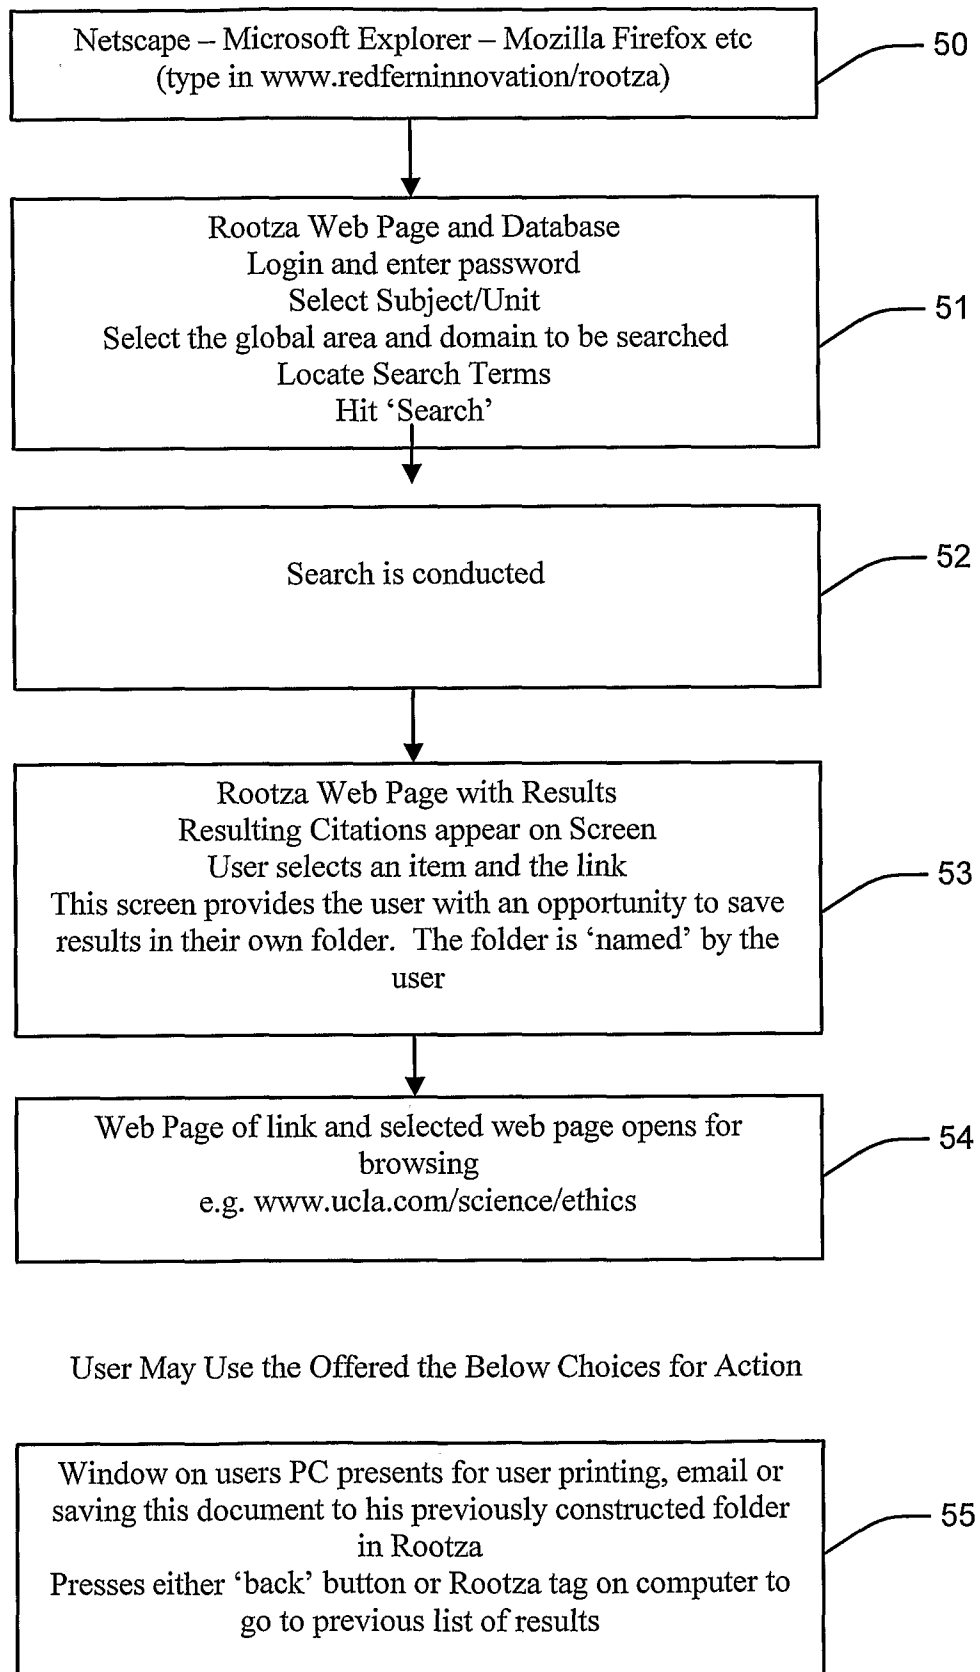 Netscape – Microsoft Explorer – Mozilla Firefox etc
(type in www.redferninnovation/rootza)
50
Rootza Web Page and Database
Login and enter password
Select Subject/Unit
Select the global area and domain to be searched
Locate Search Terms
Hit ‘Search’
51
Search is conducted
52
Rootza Web Page with Results
Resulting Citations appear on Screen
User selects an item and the link
This screen provides the user with an opportunity to save
results in their own folder.  The folder is ‘named’ by the
user
53
Web Page of link and selected web page opens for
browsing
e.g. www.ucla.com/science/ethics
54
User May Use the Offered the Below Choices for Action
Window on users PC presents for user printing, email or
saving this document to his previously constructed folder
in Rootza
Presses either ‘back’ button or Rootza tag on computer to
go to previous list of results
55